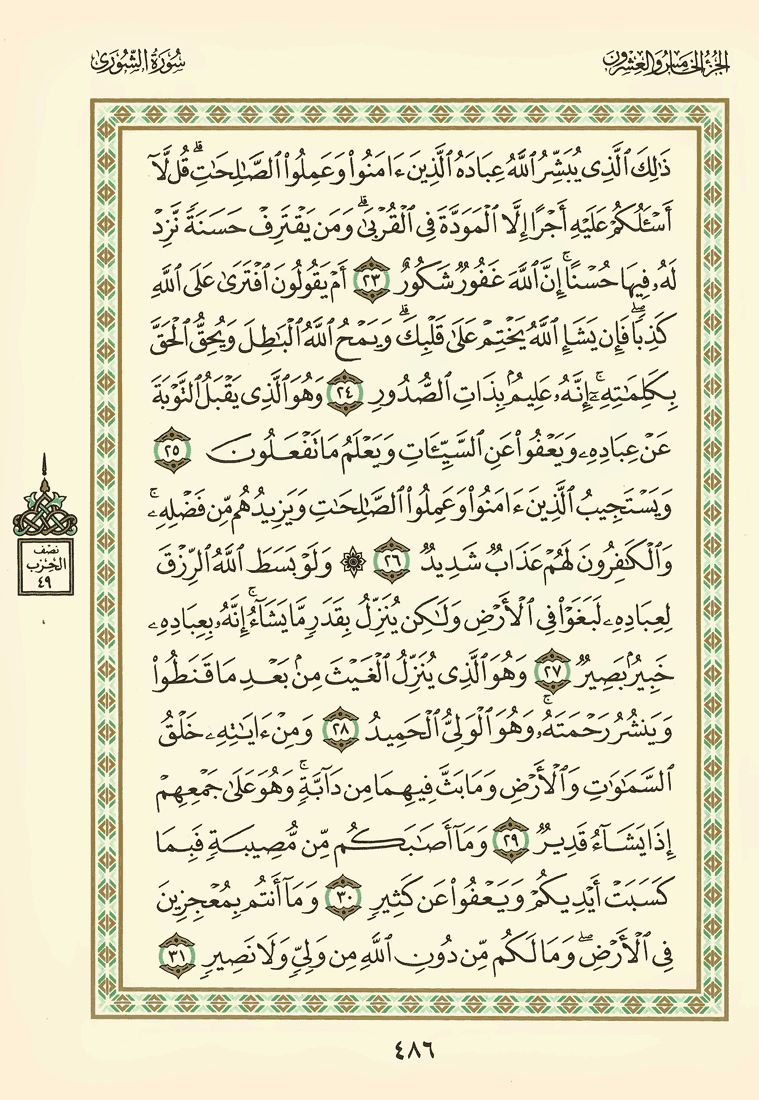 الجزء الخامس والعشرون
سورة الشورى
ذَٰلِكَ ٱلَّذِى يُبَشِّرُ ٱللَّهُ عِبَادَهُ ٱلَّذِينَ ءَامَنُوا۟ وَعَمِلُوا۟ ٱلصَّـٰلِحَـٰتِ ۗ قُل لَّآ
أَسْـَٔلُكُمْ عَلَيْهِ أَجْرًا إِلَّا ٱلْمَوَدَّةَ فِى ٱلْقُرْبَىٰ ۗ وَمَن يَقْتَرِفْ حَسَنَةً نَّزِدْ
لَهُۥ فِيهَا حُسْنًا ۚ إِنَّ ٱللَّهَ غَفُورٌ شَكُورٌ ٢٣ أَمْ يَقُولُونَ ٱفْتَرَىٰ عَلَى ٱللَّهِ
كَذِبًا ۖ فَإِن يَشَإِ ٱللَّهُ يَخْتِمْ عَلَىٰ قَلْبِكَ ۗ وَيَمْحُ ٱللَّهُ ٱلْبَـٰطِلَ وَيُحِقُّ ٱلْحَقَّ
بِكَلِمَـٰتِهِۦٓ ۚ إِنَّهُۥ عَلِيمٌۢ بِذَاتِ ٱلصُّدُورِ ٢٤ وَهُوَ ٱلَّذِى يَقْبَلُ ٱلتَّوْبَةَ
عَنْ عِبَادِهِۦ وَيَعْفُوا۟ عَنِ ٱلسَّيِّـَٔاتِ وَيَعْلَمُ مَا تَفْعَلُونَ ٢٥
وَيَسْتَجِيبُ ٱلَّذِينَ ءَامَنُوا۟ وَعَمِلُوا۟ ٱلصَّـٰلِحَـٰتِ وَيَزِيدُهُم مِّن فَضْلِهِۦ ۚ
وَٱلْكَـٰفِرُونَ لَهُمْ عَذَابٌ شَدِيدٌ ٢٦ ۞ وَلَوْ بَسَطَ ٱللَّهُ ٱلرِّزْقَ
لِعِبَادِهِۦ لَبَغَوْا۟ فِى ٱلْأَرْضِ وَلَـٰكِن يُنَزِّلُ بِقَدَرٍ مَّا يَشَآءُ ۚ إِنَّهُۥ بِعِبَادِهِۦ
خَبِيرٌۢ بَصِيرٌ ٢٧ وَهُوَ ٱلَّذِى يُنَزِّلُ ٱلْغَيْثَ مِنۢ بَعْدِ مَا قَنَطُوا۟
وَيَنشُرُ رَحْمَتَهُۥ ۚ وَهُوَ ٱلْوَلِىُّ ٱلْحَمِيدُ ٢٨ وَمِنْ ءَايَـٰتِهِۦ خَلْقُ
ٱلسَّمَـٰوَٰتِ وَٱلْأَرْضِ وَمَا بَثَّ فِيهِمَا مِن دَآبَّةٍ ۚ وَهُوَ عَلَىٰ جَمْعِهِمْ
إِذَا يَشَآءُ قَدِيرٌ ٢٩ وَمَآ أَصَـٰبَكُم مِّن مُّصِيبَةٍ فَبِمَا
كَسَبَتْ أَيْدِيكُمْ وَيَعْفُوا۟ عَن كَثِيرٍ ٣٠ وَمَآ أَنتُم بِمُعْجِزِينَ
فِى ٱلْأَرْضِ ۖ وَمَا لَكُم مِّن دُونِ ٱللَّهِ مِن وَلِىٍّ وَلَا نَصِيرٍ ٣١
نصف
الحزب
٤٩
٤٨٦